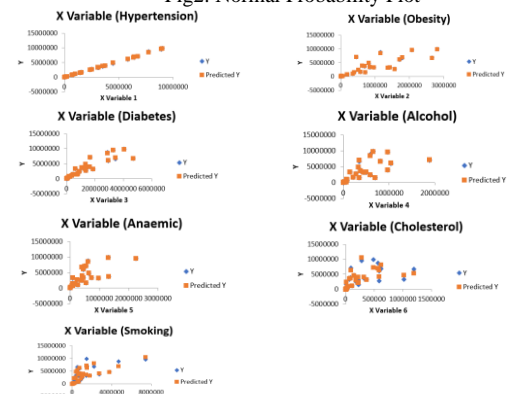 Fig2. Normal Probability Plot
X Variable (Hypertension)
15000000
10000000
5000000
0
-5000000
Y
0 5000000 10000000
X Variable 1
Y
Predicted Y
X Variable (Obesity)
15000000
10000000
5000000
0
-5000000
Y
0 1000000 2000000 3000000
X Variable 2
Y
Predicted Y
X Variable (Diabetes)
15000000
10000000
5000000
0
-5000000
Y
0 2000000 4000000 6000000
X Variable 3
Y
Predicted Y
X Variable (Alcohol)
15000000
10000000
5000000
0
-5000000
Y
0 1000000 2000000
X Variable 4
Y
Predicted Y
X Variable (Anaemic)
15000000
10000000
5000000
0
-5000000
Y
0 1000000 2000000 3000000
X Variable 5
Y
Predicted Y
X Variable (Cholesterol)
15000000
10000000
5000000
0
-5000000
Y
0 500000 1000000 1500000
X Variable 6
Y
Predicted Y
X Variable (Smoking)
15000000
10000000
5000000
0
Y
Y
Predicted Y